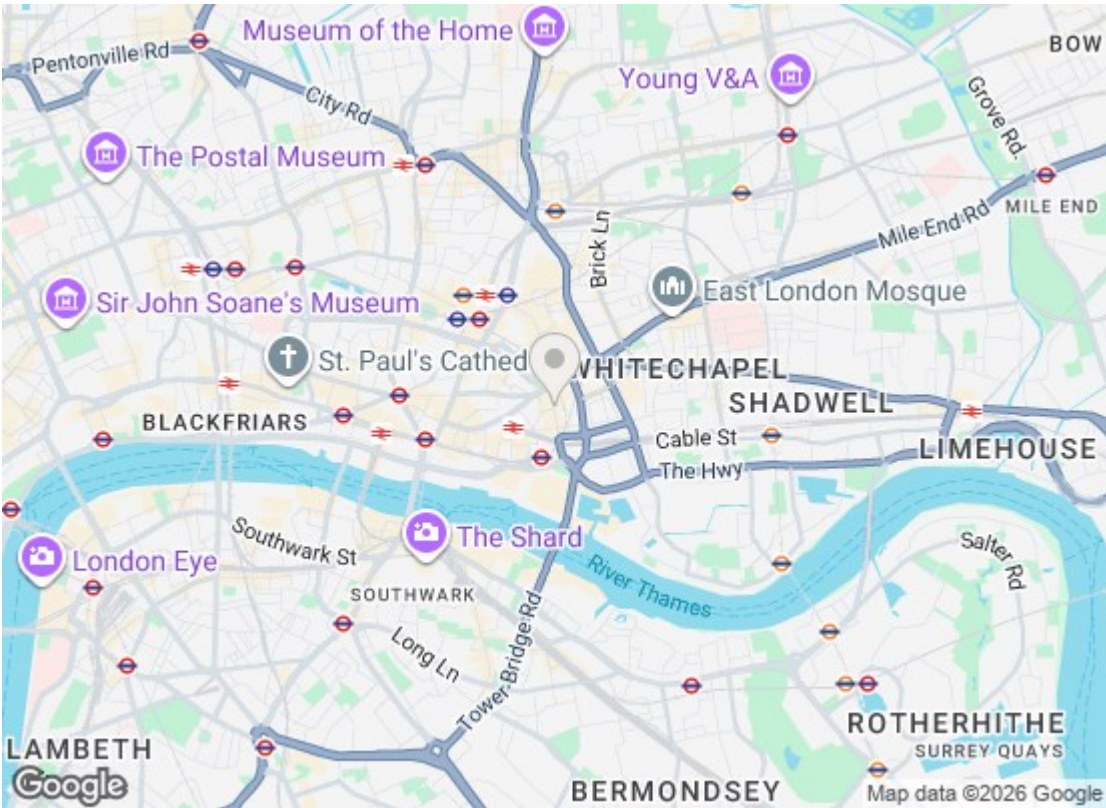 Museum of the Home
BOW
Pentonville Rd
Young V&A
City Rd
Grove Rd.
The Postal Museum
MILE END
Brick Ln
Mile End Rd
Sir John Soane's Museum
East London Mosque
St. Paul's Cathed
WHITECHAPEL
SHADWELL
BLACKFRIARS
Cable St
LIMEHOUSE
The Hwy
Southwark St
The Shard
London Eye
Salter Rd
River Thames
SOUTHWARK
Long Ln
Tower Bridge Rd
ROTHERHITHE
LAMBETH
SURREY QUAYS
Google
BERMONDSEY
Map data ©2026 Google